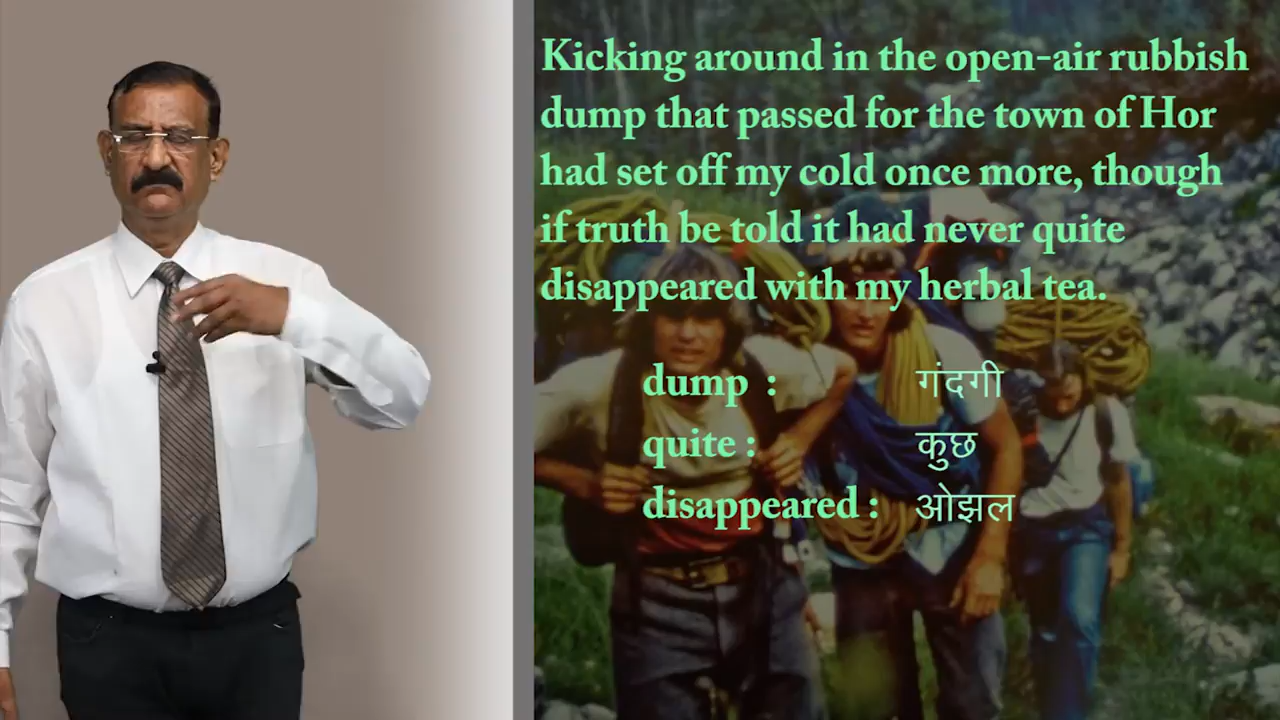 Kicking around in the open-air rubbish
dump that passed for the town of Hor
had set off my cold once more, though
if truth be told it had never quite
disappeared with my herbal tea.
dump : गंदगी
quite : कुछ
disappeared : ओझल